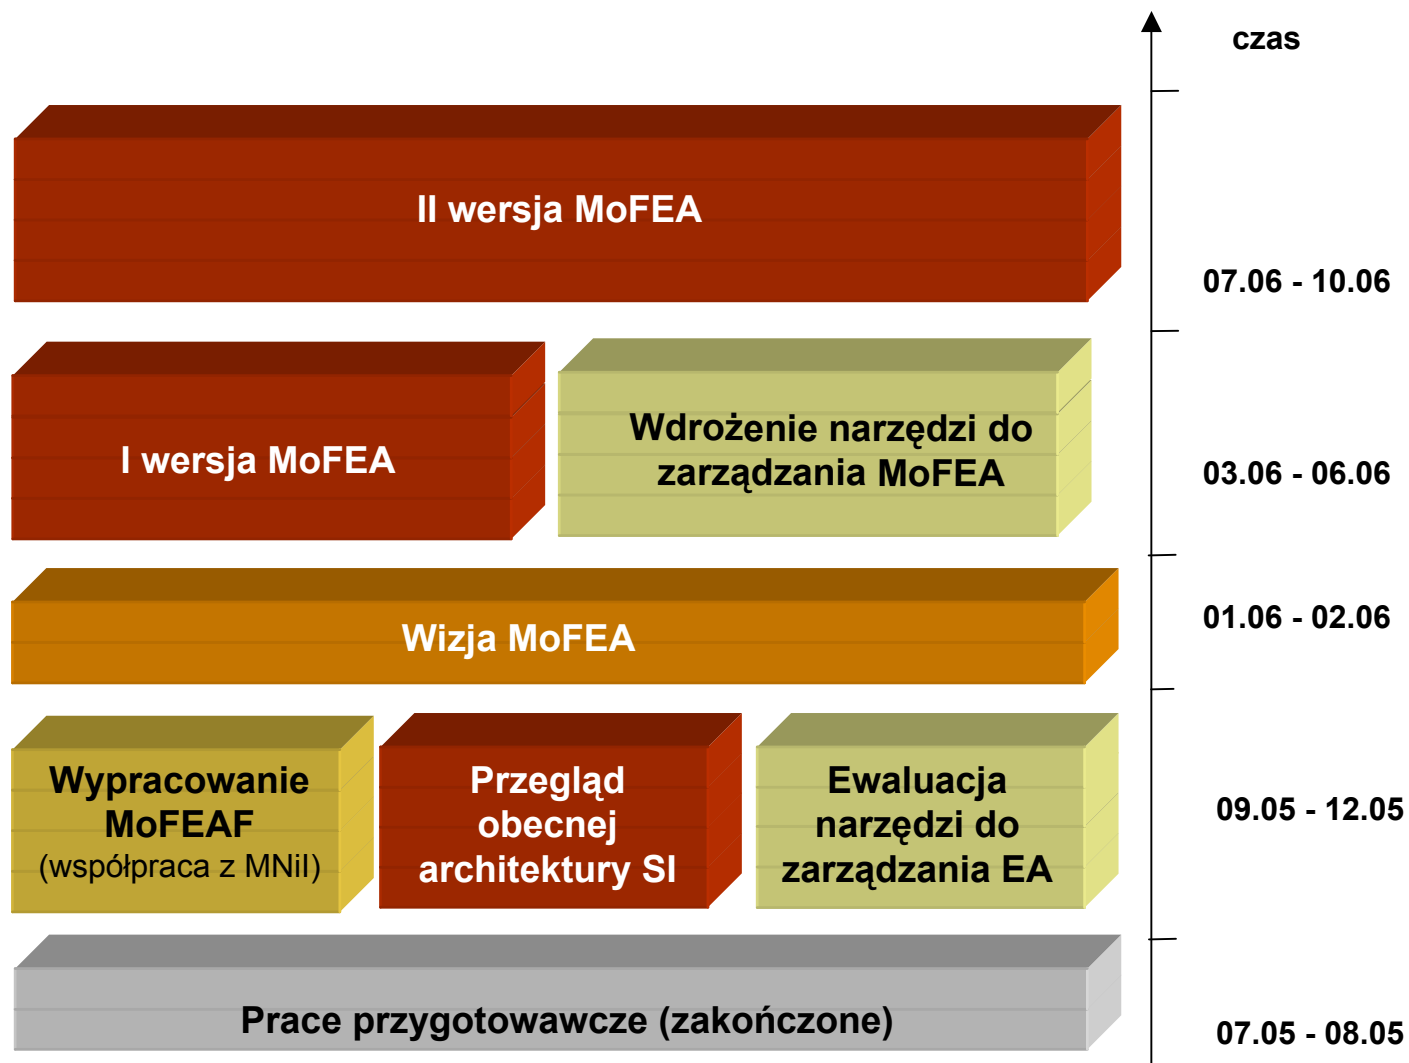 czas
II wersja MoFEA
07.06 - 10.06
I wersja MoFEA
Wdrożenie narzędzi do
zarządzania MoFEA
03.06 - 06.06
Wizja MoFEA
01.06 - 02.06
Wypracowanie
MoFEAF
(współpraca z MNiI)
Przegląd
obecnej
architektury SI
Ewaluacja
narzędzi do
zarządzania EA
09.05 - 12.05
Prace przygotowawcze (zakończone)
07.05 - 08.05